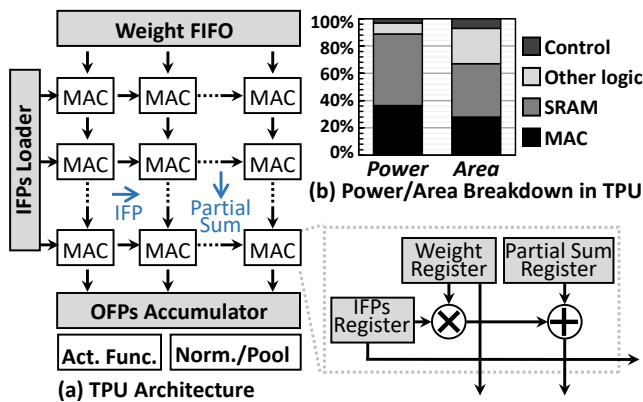 Weight FIFO
IFPs Loader
MAC MAC MAC
MAC MAC MAC
IFP
Partial
Sum
MAC MAC MAC
OFPs Accumulator
Act. Func. Norm./Pool
(a) TPU Architecture
100%
80%
60%
40%
20%
0%
Power Area
Control
Other logic
SRAM
MAC
(b) Power/Area Breakdown in TPU
Weight
Register
Partial Sum
Register
IFPs
Register
×
+